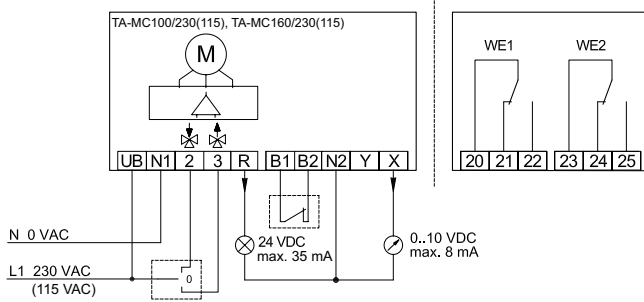 TA-MC100/230(115), TA-MC160/230(115)
M
WE1 WE2
UB N1 2 3 R B1 B2 N2 Y X
20 21 22 23 24 25
N 0 VAC
24 VDC
max. 35 mA
0..10 VDC
max. 8 mA
L1 230 VAC
(115 VAC)
0